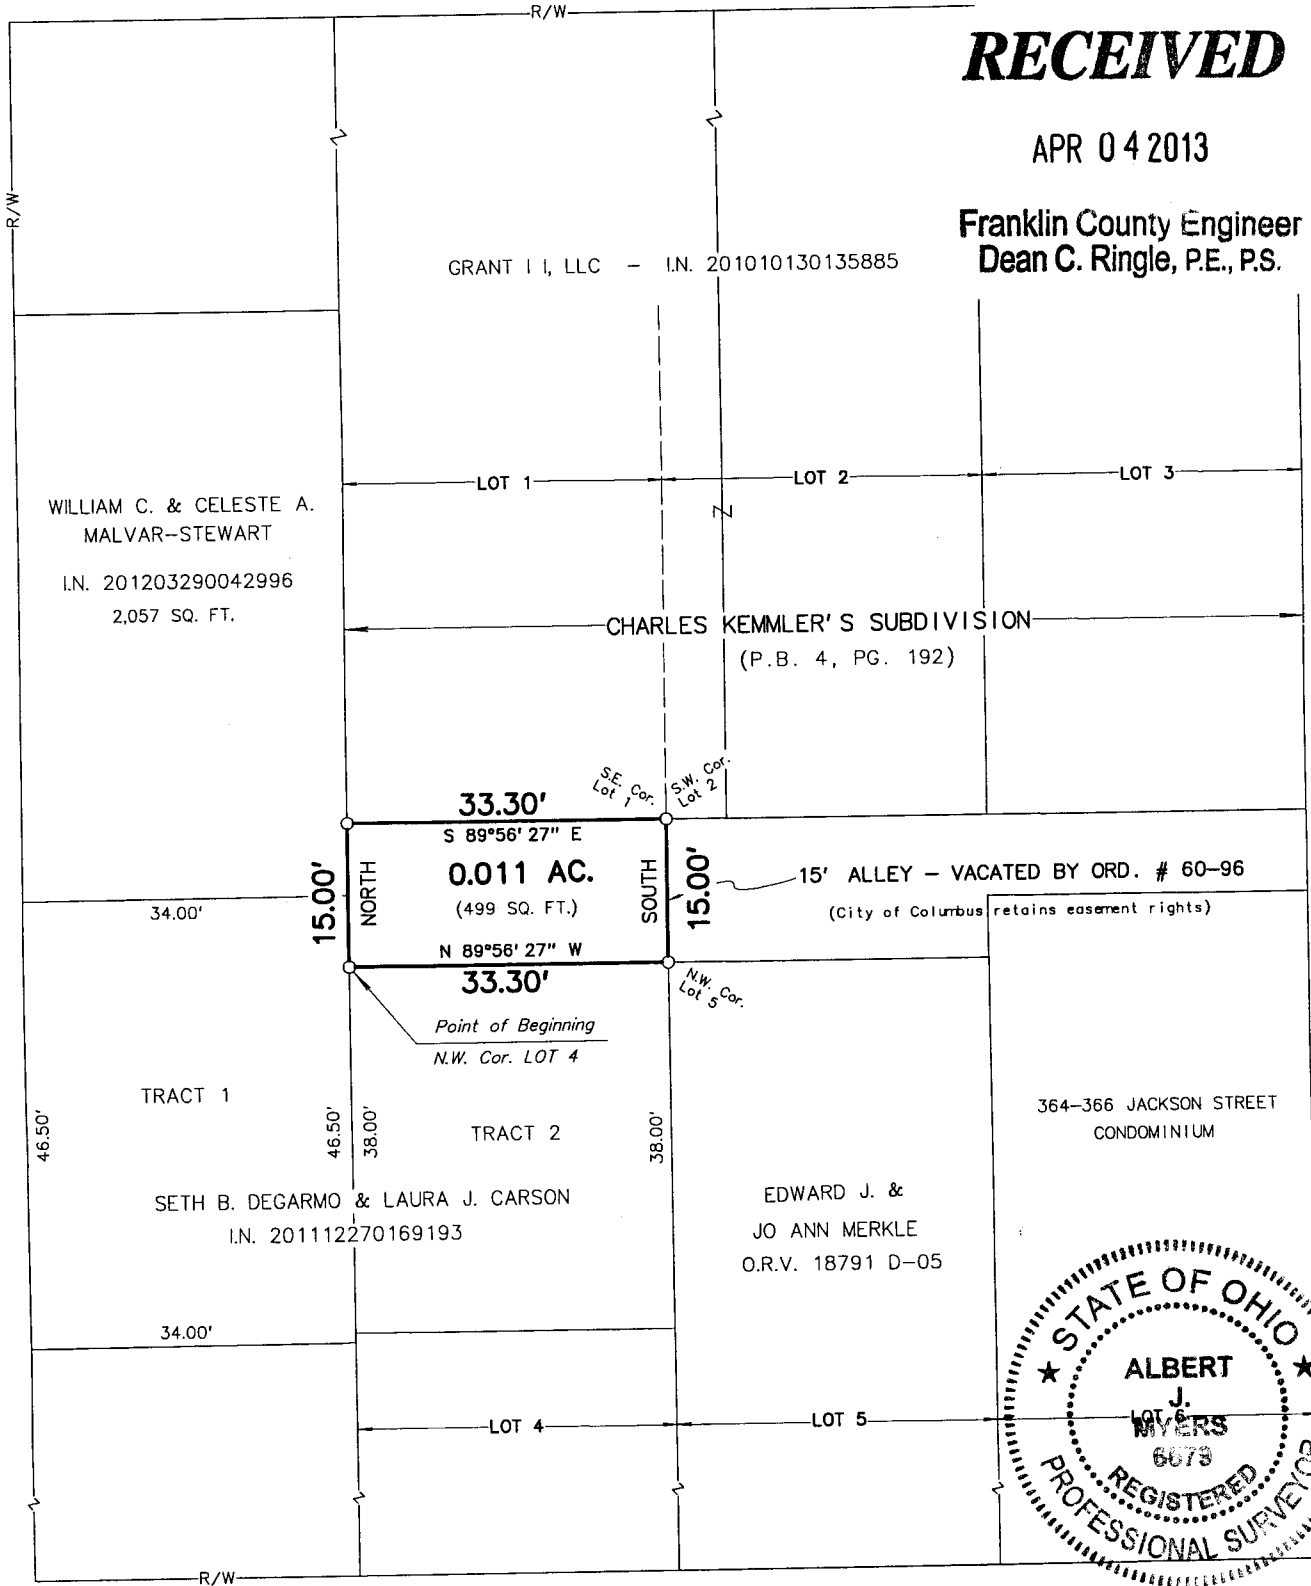 R/W
RECEIVED
APR 04 2013
Franklin County Engineer
Dean C. Ringle, P.E., P.S.
R/W
GRANT I I, LLC – I.N. 201010130135885
LOT 1
LOT 2
LOT 3
WILLIAM C. & CELESTE A.
MALVAR-STEWART
I.N. 201203290042996
2,057 SQ. FT.
CHARLES KEMMLER'S SUBDIVISION
(P.B. 4, PG. 192)
S.E. Cor.
Lot 1
S.W. Cor.
Lot 2
33.30'
S 89°56'27" E
0.011 AC.
(499 SQ. FT.)
15.00'
NORTH
SOUTH
15.00'
N 89°56'27" W
33.30'
15' ALLEY – VACATED BY ORD. # 60-96
(City of Columbus retains easement rights)
34.00'
N.W. Cor.
Lot 5
Point of Beginning
N.W. Cor. LOT 4
TRACT 1
TRACT 2
46.50'
46.50'
38.00'
38.00'
364-366 JACKSON STREET
CONDOMINIUM
SETH B. DEGARMO & LAURA J. CARSON
I.N. 201112270169193
EDWARD J. &
JO ANN MERKLE
O.R.V. 18791 D-05
34.00'
LOT 4
LOT 5
LOT 6
STATE OF OHIO
ALBERT
J.
MYERS
6679
REGISTERED
PROFESSIONAL SURVEYOR
R/W